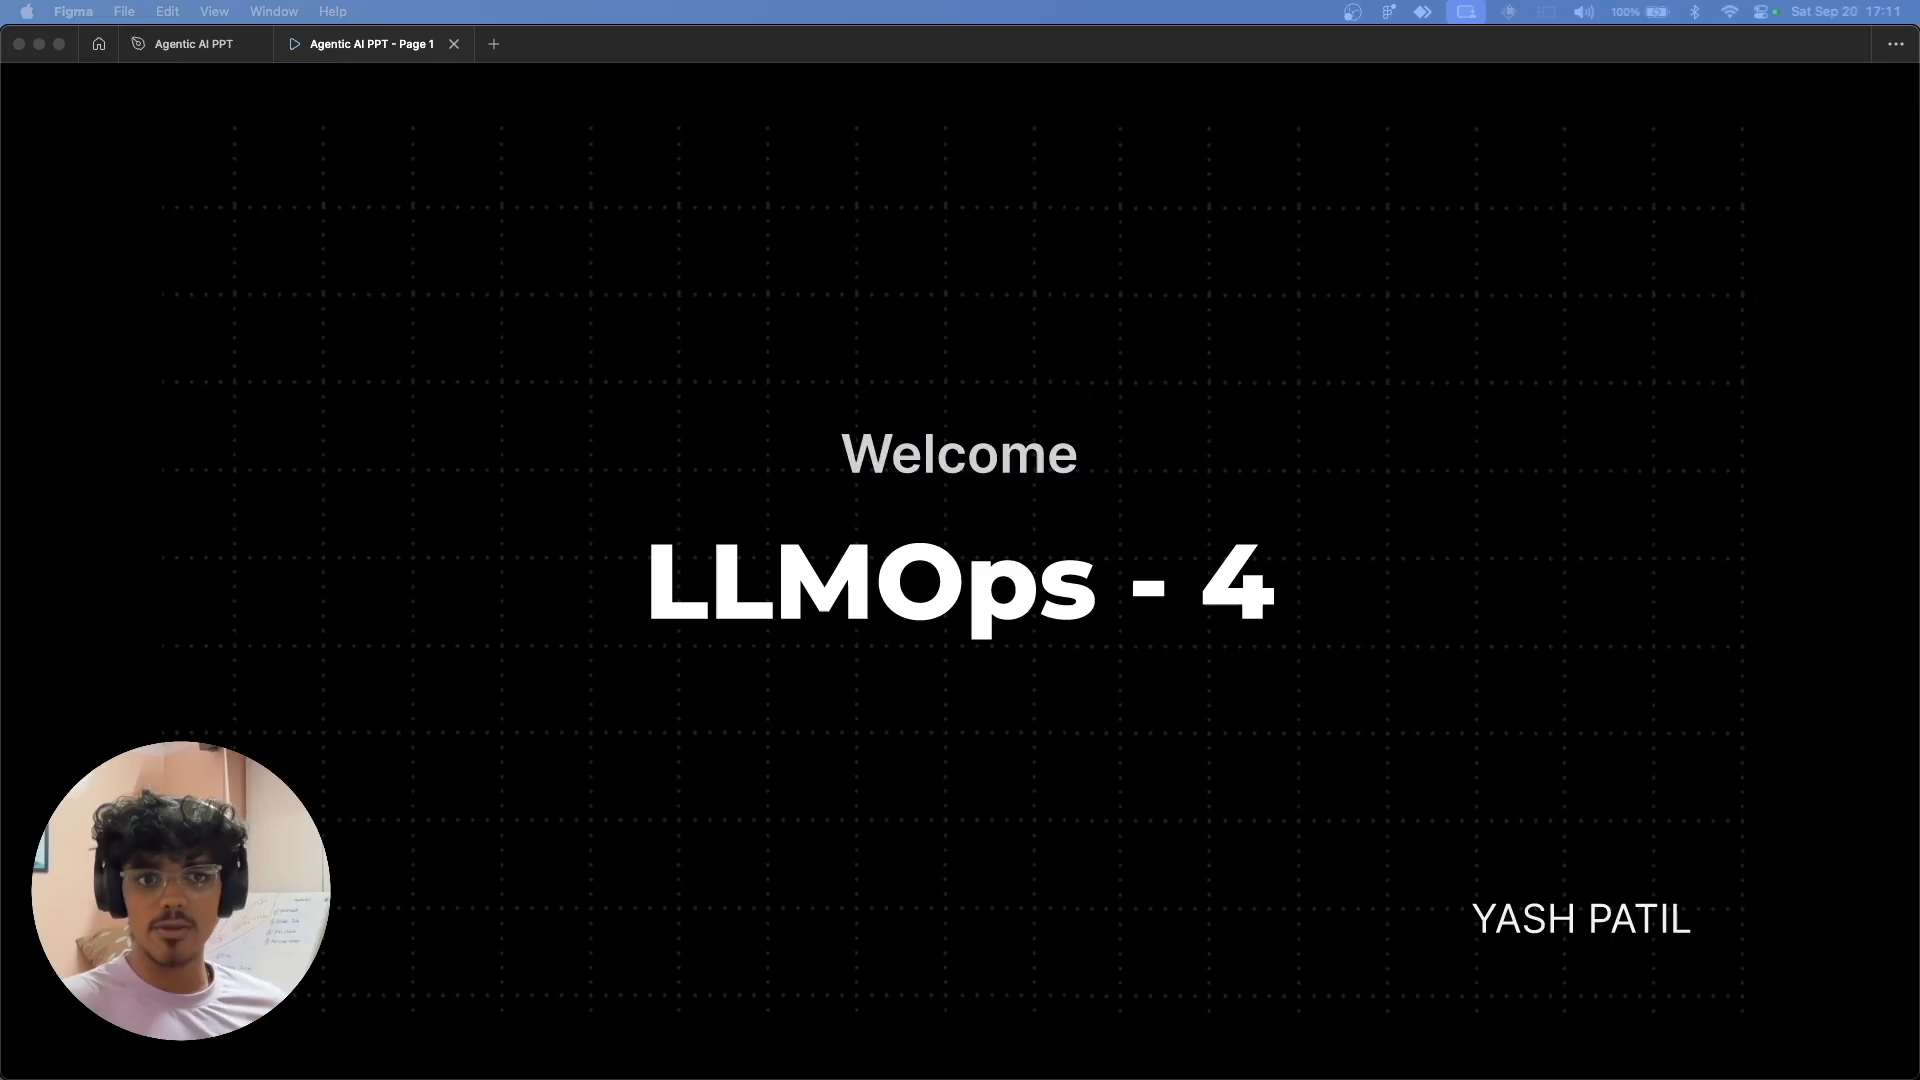 Figma File Edit View Window Help 100% Sat Sep 20 17:11
Agentic AI PPT Agentic AI PPT - Page 1
Welcome
LLMOps - 4
YASH PATIL